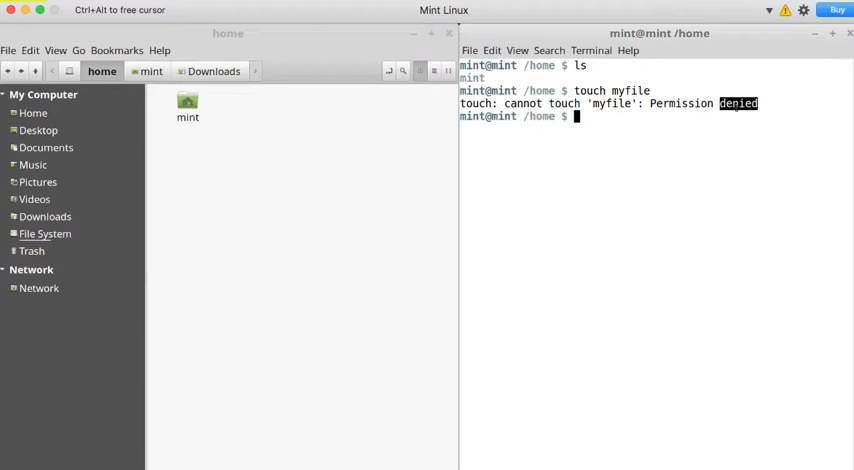 Ctrl+Alt to free cursor
Mint Linux
Buy
home
File Edit View Go Bookmarks Help
home mint Downloads
My Computer
Home
Desktop
Documents
Music
Pictures
Videos
Downloads
File System
Trash
Network
Network
mint
mint@mint /home
File Edit View Search Terminal Help
mint@mint /home $ ls
mint
mint@mint /home $ touch myfile
touch: cannot touch 'myfile': Permission denied
mint@mint /home $